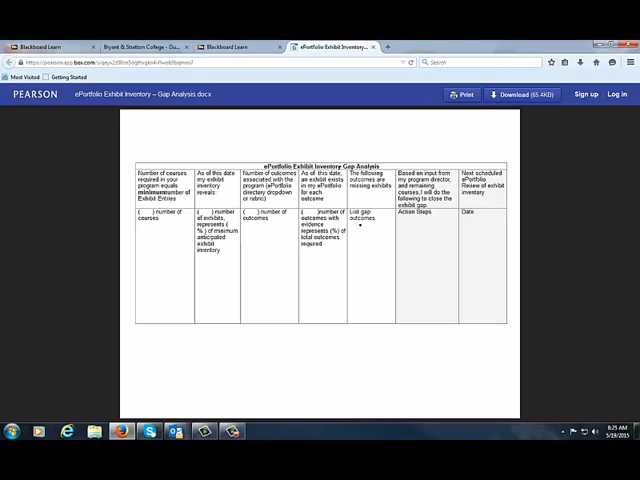 Blackboard Learn
Bryant & Stratton College - Ou...
Blackboard Learn
ePortfolio Exhibit Inventory...
Search
Most Visited
Getting Started
PEARSON
ePortfolio Exhibit Inventory – Gap Analysis.docx
Print
Download (65.4KB)
Sign up
Log in
ePortfolio Exhibit Inventory Gap Analysis
Number of courses
required in your
program equals
minimumnumber of
Exhibit Entries
As of this date
my exhibit
inventory
reveals:
Number of outcomes
associated with the
program (ePortfolio
directory dropdown
or rubric)
As of this date,
an exhibit exists
in my ePortfolio
for each
outcome
The following
outcomes are
missing exhibits
Based on input from
my program director,
and remaining
courses,I will do the
following to close the
exhibit gap.
Next scheduled
ePortfolio
Review of exhibit
inventory
( ) number of
courses
( ) number
of exhibits,
represents (
% ) of minimum
anticipated
exhibit
inventory
( ) number of
outcomes
( )number of
outcomes with
evidence
represents (%) of
total outcomes
required
List gap
outcomes
•
Action Steps
Date
8:25 AM
5/19/2015